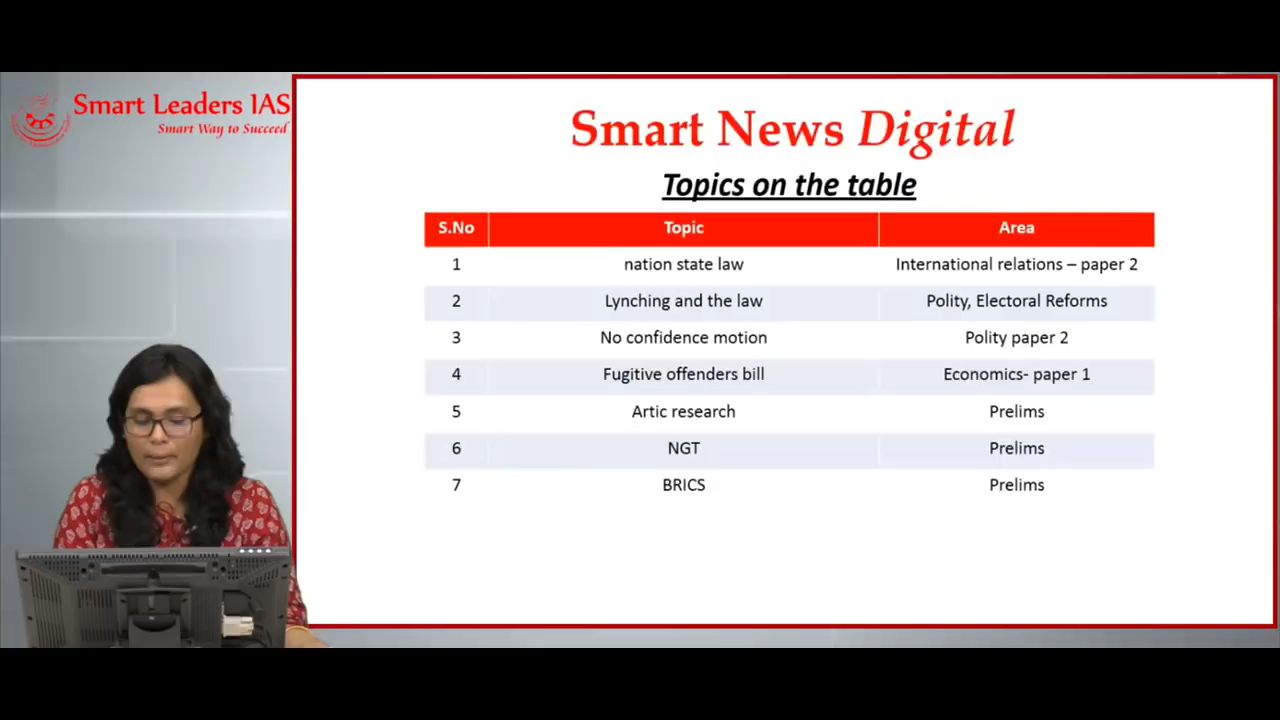 Smart Leaders IAS
Smart Way to Succeed
Smart News Digital
Topics on the table
S.No Topic Area
1 nation state law International relations – paper 2
2 Lynching and the law Polity, Electoral Reforms
3 No confidence motion Polity paper 2
4 Fugitive offenders bill Economics- paper 1
5 Artic research Prelims
6 NGT Prelims
7 BRICS Prelims